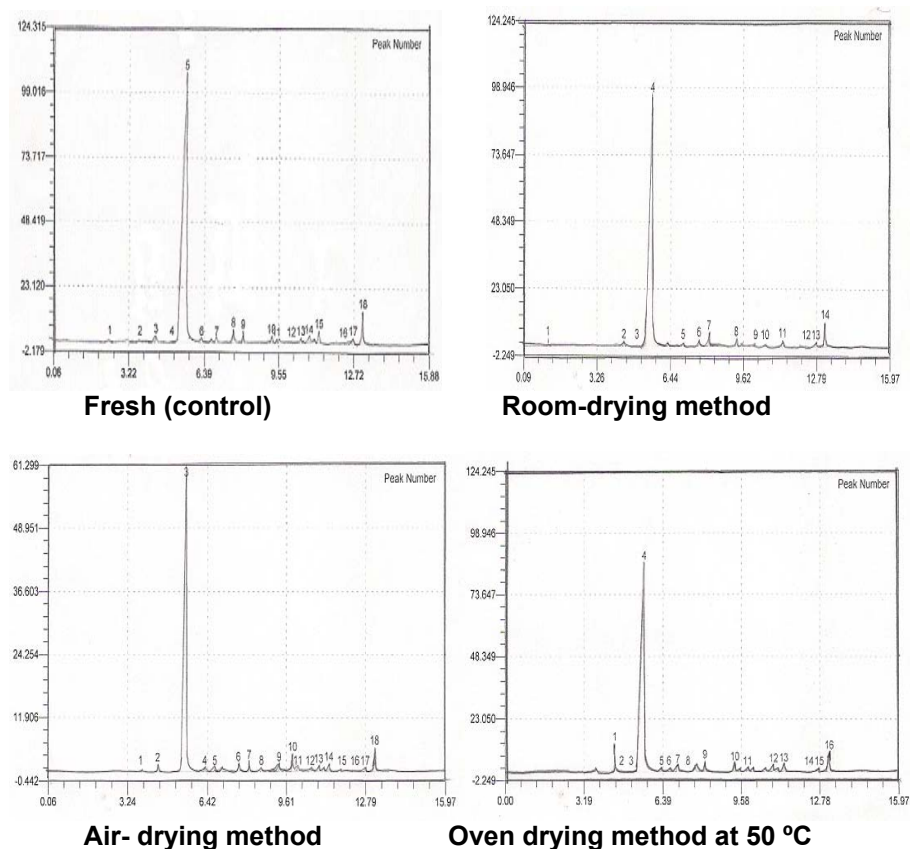 124.315
Peak Number
5
99.016
73.717
48.419
23.120
16
1 2 3 4 6 7 8 9 10 11 12 13 14 15 16 17
-2.179
0.06 3.22 6.39 9.55 12.72 15.88
Fresh (control)
124.245
Peak Number
98.946
4
73.647
48.349
23.050
14
1 2 3 5 6 7 8 9 10 11 12 13
-2.249
0.09 3.26 6.44 9.62 12.79 15.97
Room-drying method
61.299
Peak Number
3
48.951
36.603
24.254
11.906
18
1 2 4 5 6 7 8 9 10 11 12 13 14 15 16 17
-0.442
0.06 3.24 6.42 9.61 12.79 15.97
Air- drying method
124.245
Peak Number
98.946
4
73.647
48.349
23.050
1
2 3 5 6 7 8 9 10 11 12 13 14 15 16
-2.249
0.00 3.19 6.39 9.58 12.78 15.97
Oven drying method at 50 ºC